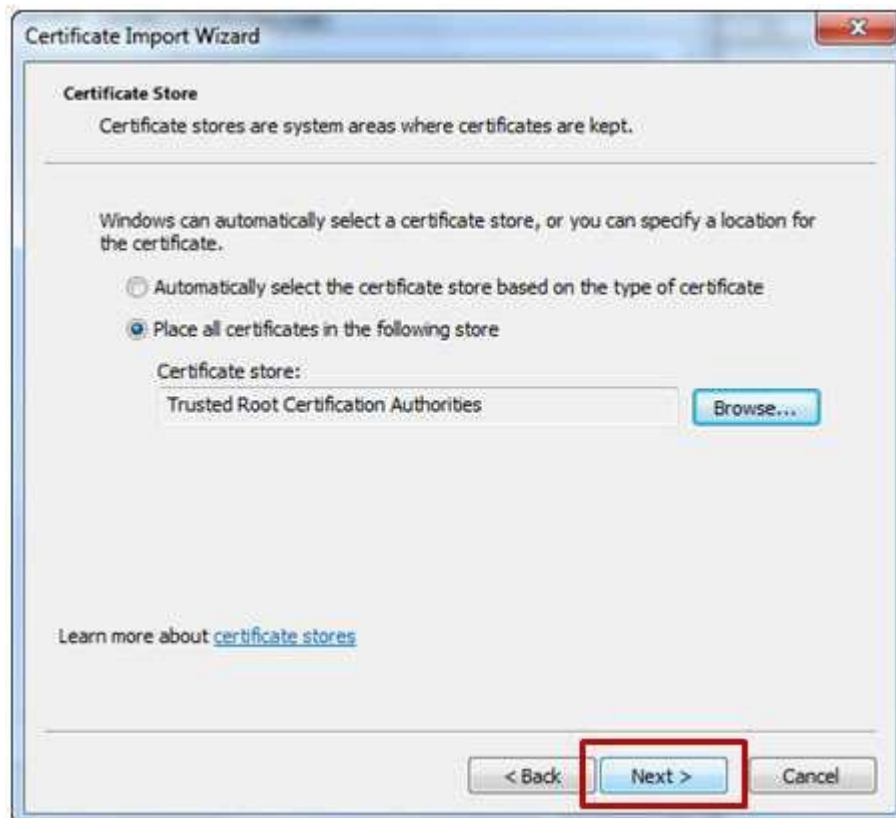 Certificate Import Wizard
Certificate Store
Certificate stores are system areas where certificates are kept.
Windows can automatically select a certificate store, or you can specify a location for
the certificate.
Automatically select the certificate store based on the type of certificate
Place all certificates in the following store
Certificate store:
Trusted Root Certification Authorities
Browse...
Learn more about certificate stores
< Back
Next >
Cancel